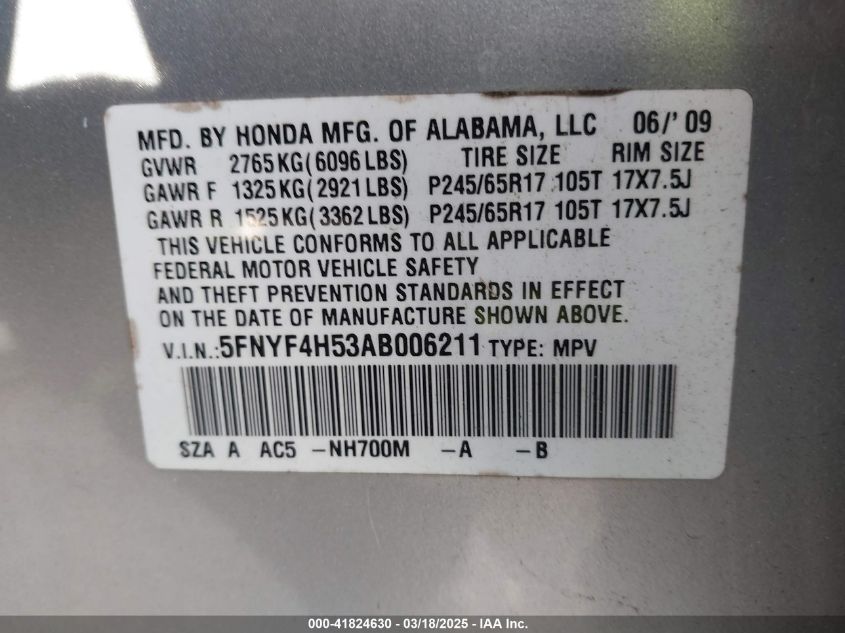 MFD. BY HONDA MFG. OF ALABAMA, LLC 06/'09
GVWR 2765KG(6096LBS) TIRE SIZE RIM SIZE
GAWR F 1325KG(2921LBS) P245/65R17 105T 17X7.5J
GAWR R 1525KG(3362LBS) P245/65R17 105T 17X7.5J
THIS VEHICLE CONFORMS TO ALL APPLICABLE
FEDERAL MOTOR VEHICLE SAFETY
AND THEFT PREVENTION STANDARDS IN EFFECT
ON THE DATE OF MANUFACTURE SHOWN ABOVE.
V.I.N.:5FNYF4H53AB006211 TYPE: MPV
SZA A AC5 -NH700M -A -B
000-41824630 - 03/18/2025 - IAA Inc.